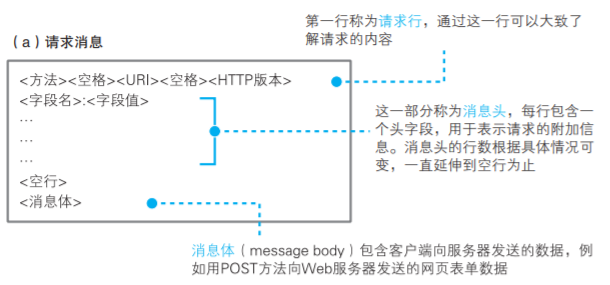 第一行称为请求行，通过这一行可以大致了
解请求的内容
（a）请求消息
<方法><空格><URI><空格><HTTP版本>
<字段名>:<字段值>
…
…
…
<空行>
<消息体>
这一部分称为消息头，每行包含一
个头字段，用于表示请求的附加信
息。消息头的行数根据具体情况可
变，一直延伸到空行为止
消息体（message body）包含客户端向服务器发送的数据，例
如用POST方法向Web服务器发送的网页表单数据